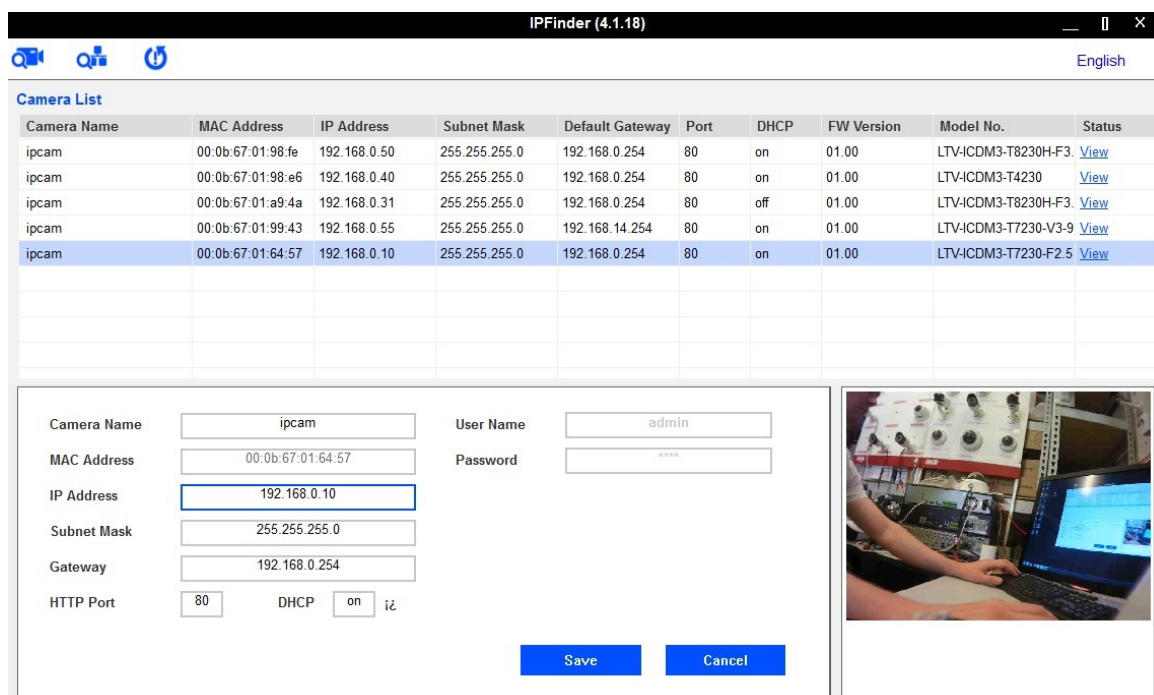 IPFinder (4.1.18)
English
Camera List
Camera Name MAC Address IP Address Subnet Mask Default Gateway Port DHCP FW Version Model No. Status
ipcam 00:0b:67:01:98:fe 192.168.0.50 255.255.255.0 192.168.0.254 80 on 01.00 LTV-ICDM3-T8230H-F3. View
ipcam 00:0b:67:01:98:e6 192.168.0.40 255.255.255.0 192.168.0.254 80 on 01.00 LTV-ICDM3-T4230 View
ipcam 00:0b:67:01:a9:4a 192.168.0.31 255.255.255.0 192.168.0.254 80 off 01.00 LTV-ICDM3-T8230H-F3. View
ipcam 00:0b:67:01:99:43 192.168.0.55 255.255.255.0 192.168.14.254 80 on 01.00 LTV-ICDM3-T7230-V3-9 View
ipcam 00:0b:67:01:64:57 192.168.0.10 255.255.255.0 192.168.0.254 80 on 01.00 LTV-ICDM3-T7230-F2.5 View
Camera Name ipcam User Name admin
MAC Address 00:0b:67:01:64:57 Password ****
IP Address 192.168.0.10
Subnet Mask 255.255.255.0
Gateway 192.168.0.254
HTTP Port 80 DHCP on ¡¿
Save Cancel